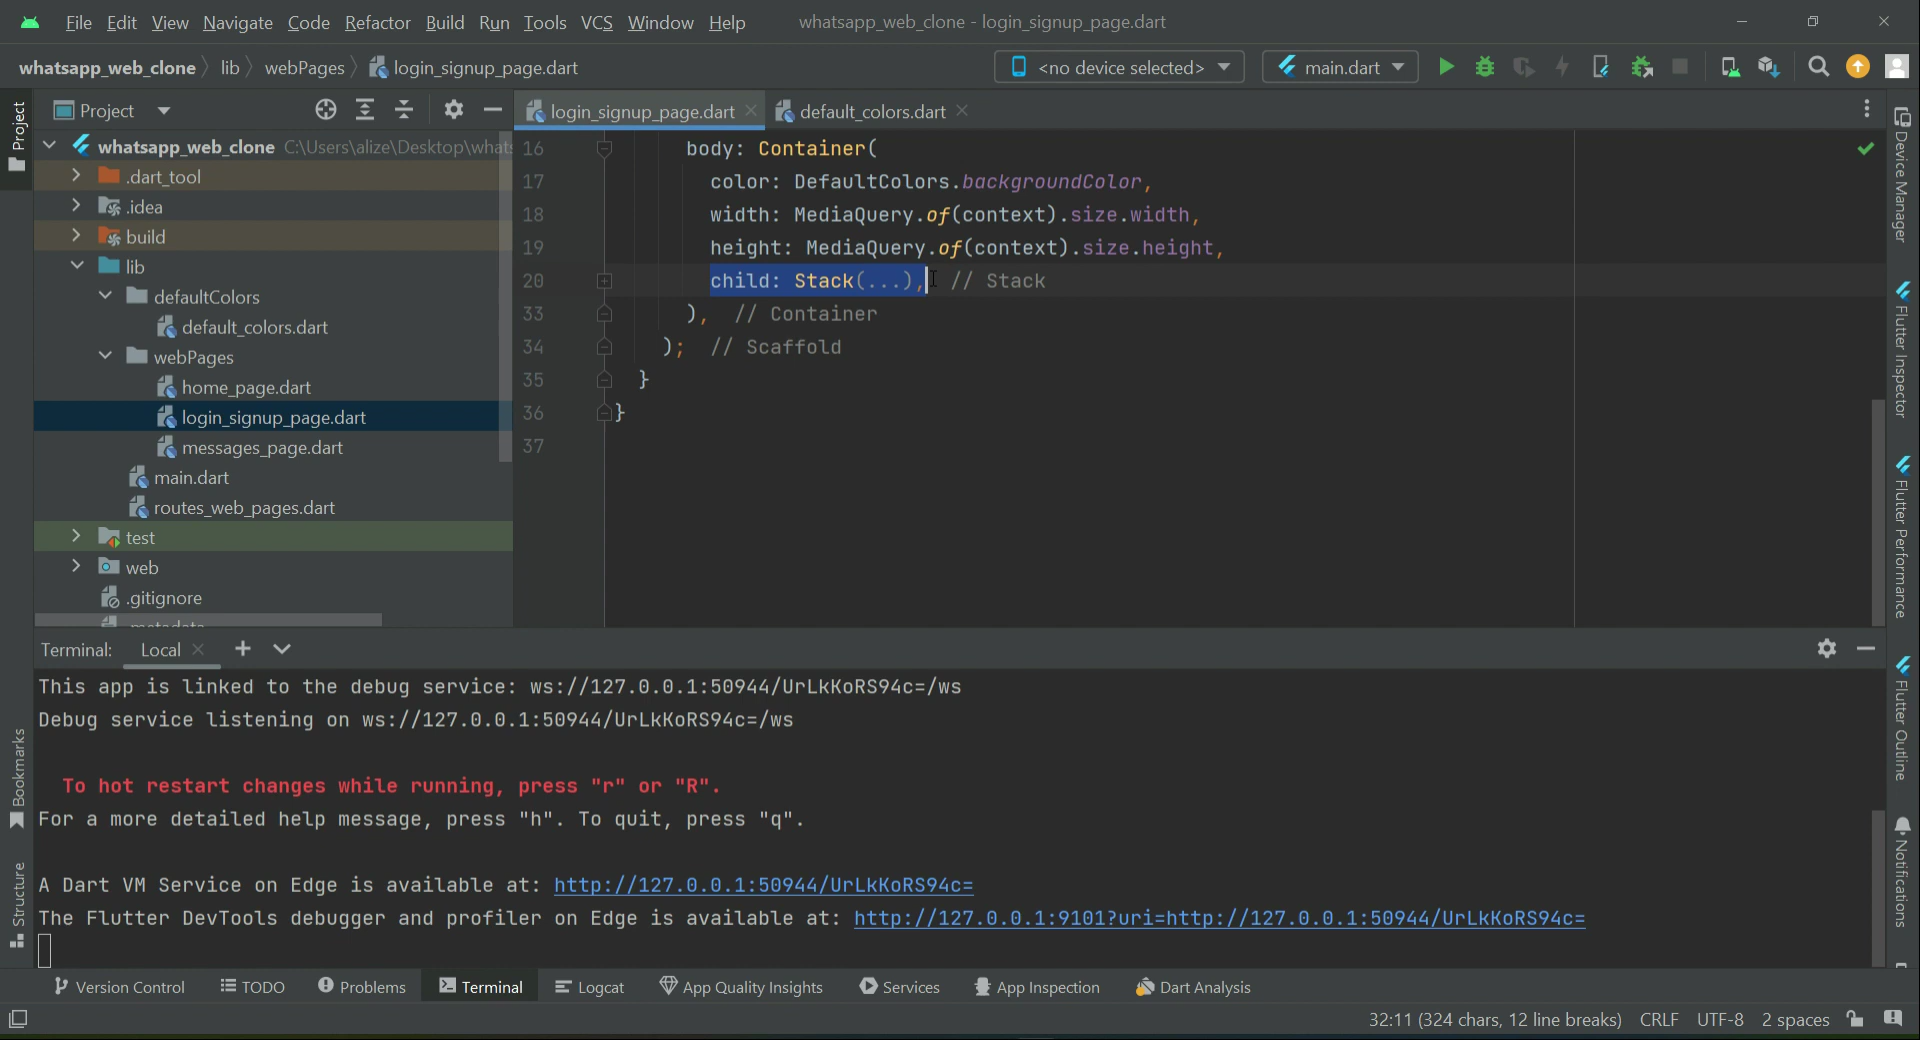 File Edit View Navigate Code Refactor Build Run Tools VCS Window Help whatsapp_web_clone - login_signup_page.dart
whatsapp_web_clone lib webPages login_signup_page.dart <no device selected> main.dart
Project
Project
login_signup_page.dart default_colors.dart
whatsapp_web_clone C:\Users\alize\Desktop\what
.dart_tool
.idea
build
lib
defaultColors
default_colors.dart
webPages
home_page.dart
login_signup_page.dart
messages_page.dart
main.dart
routes_web_pages.dart
test
web
.gitignore
.metadata
16 body: Container(
17 color: DefaultColors.backgroundColor,
18 width: MediaQuery.of(context).size.width,
19 height: MediaQuery.of(context).size.height,
20 child: Stack(...), // Stack
33 ), // Container
34 ); // Scaffold
35 }
36 }
37
Device Manager
Flutter Inspector
Flutter Performance
Flutter Outline
Notifications
Terminal: Local
This app is linked to the debug service: ws://127.0.0.1:50944/UrLkKoRS94c=/ws
Debug service listening on ws://127.0.0.1:50944/UrLkKoRS94c=/ws
To hot restart changes while running, press "r" or "R".
For a more detailed help message, press "h". To quit, press "q".
A Dart VM Service on Edge is available at: http://127.0.0.1:50944/UrLkKoRS94c=
The Flutter DevTools debugger and profiler on Edge is available at: http://127.0.0.1:9101?uri=http://127.0.0.1:50944/UrLkKoRS94c=
Bookmarks
Structure
Version Control TODO Problems Terminal Logcat App Quality Insights Services App Inspection Dart Analysis
32:11 (324 chars, 12 line breaks) CRLF UTF-8 2 spaces